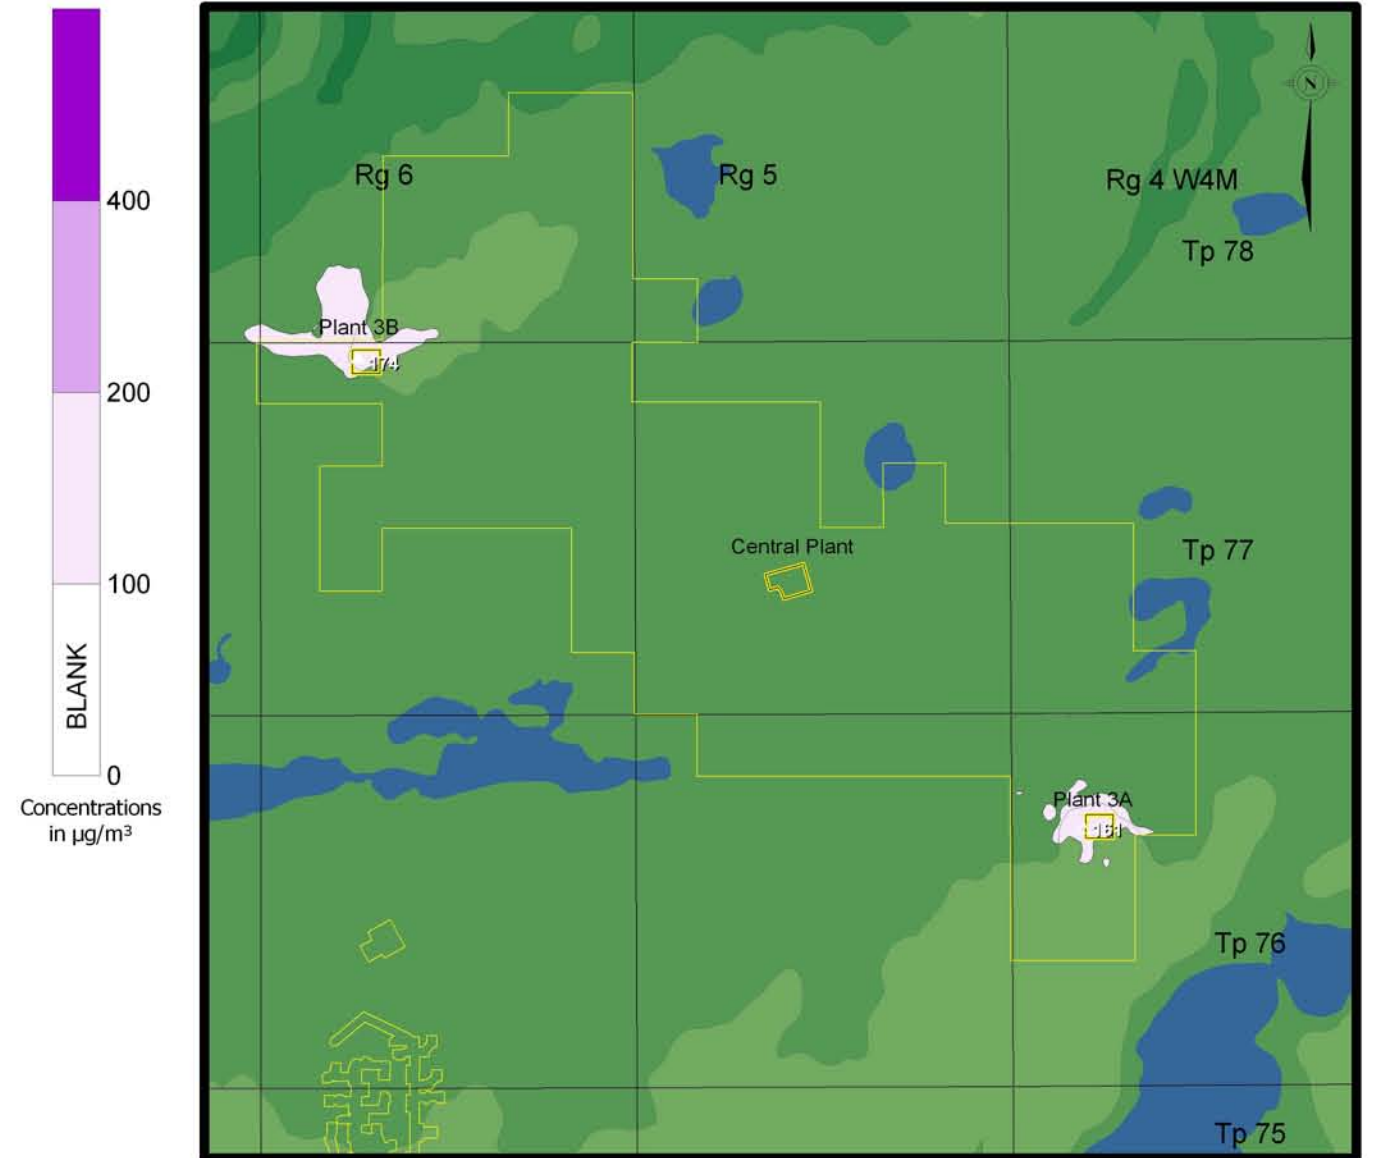 400
200
100
0
BLANK
Concentrations
in µg/m³
N
Rg 6
Rg 5
Rg 4 W4M
Tp 78
Plant 3B
174
Central Plant
Tp 77
Plant 3A
161
Tp 76
Tp 75